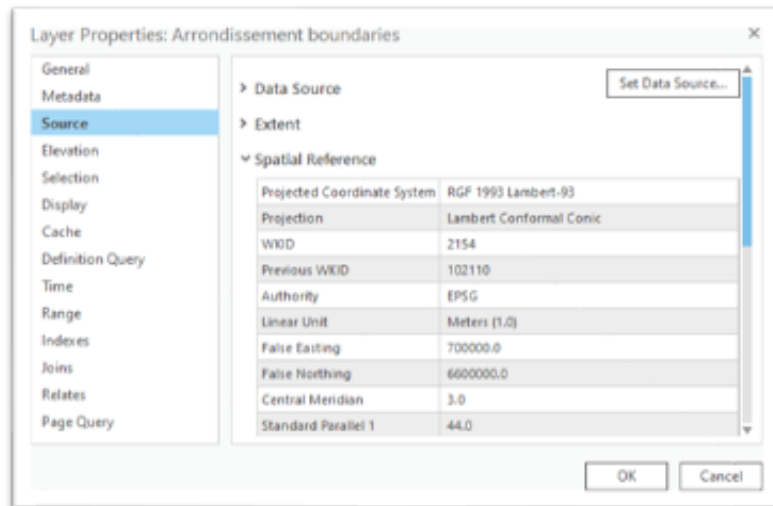 Layer Properties: Arrondissement boundaries
General
Metadata
Source
Elevation
Selection
Display
Cache
Definition Query
Time
Range
Indexes
Joins
Relates
Page Query
Data Source
Set Data Source...
Extent
Spatial Reference
Projected Coordinate System RGF 1993 Lambert-93
Projection Lambert Conformal Conic
WKID 2154
Previous WKID 102110
Authority EPSG
Linear Unit Meters (1.0)
False Easting 700000.0
False Northing 6600000.0
Central Meridian 3.0
Standard Parallel 1 44.0
OK Cancel